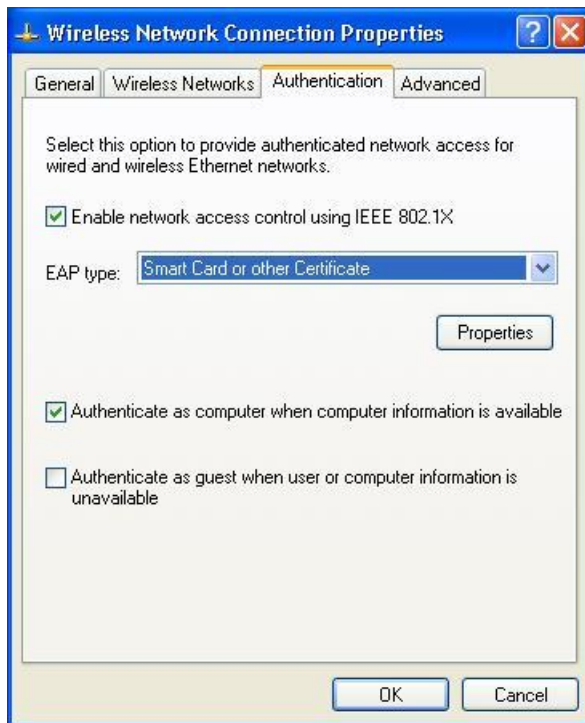 Wireless Network Connection Properties
General Wireless Networks Authentication Advanced
Select this option to provide authenticated network access for
wired and wireless Ethernet networks.
Enable network access control using IEEE 802.1X
EAP type: Smart Card or other Certificate
Properties
Authenticate as computer when computer information is available
Authenticate as guest when user or computer information is
unavailable
OK Cancel